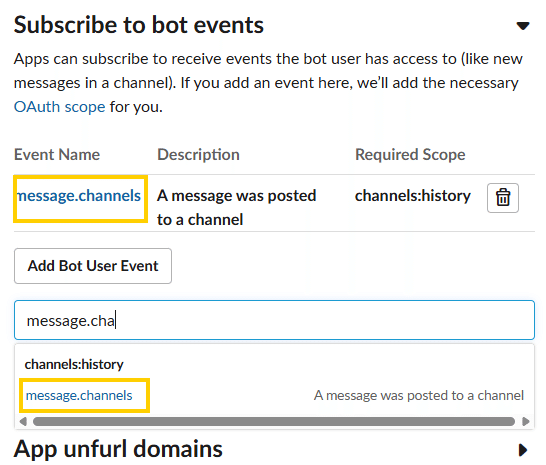 Subscribe to bot events
Apps can subscribe to receive events the bot user has access to (like new
messages in a channel). If you add an event here, we’ll add the necessary
OAuth scope for you.
Event Name Description Required Scope
message.channels A message was posted channels:history
to a channel
Add Bot User Event
message.cha
channels:history
message.channels A message was posted to a channel
App unfurl domains